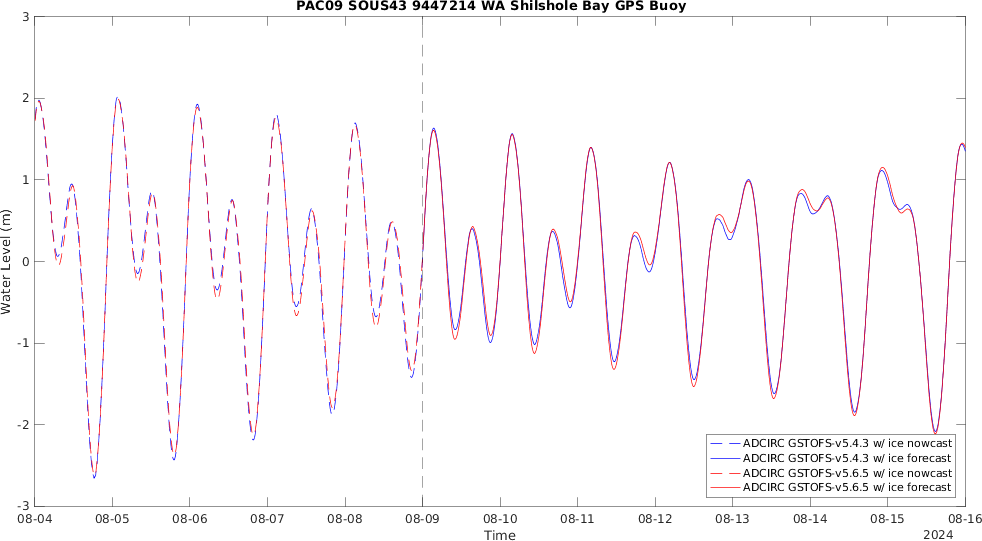 PAC09 SOUS43 9447214 WA Shilshole Bay GPS Buoy
3
2
1
0
-1
-2
-3
Water Level (m)
ADCIRC GSTOFS-v5.4.3 w/ ice nowcast
ADCIRC GSTOFS-v5.4.3 w/ ice forecast
ADCIRC GSTOFS-v5.6.5 w/ ice nowcast
ADCIRC GSTOFS-v5.6.5 w/ ice forecast
08-04 08-05 08-06 08-07 08-08 08-09 08-10 08-11 08-12 08-13 08-14 08-15 08-16
Time
2024